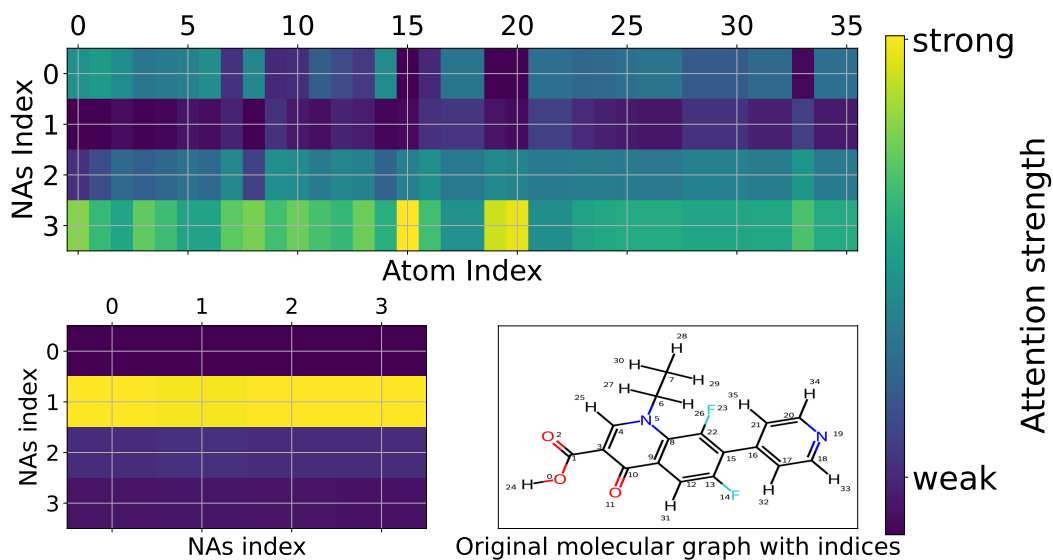 0 5 10 15 20 25 30 35
strong
0
1
2
3
NAs Index
Atom Index
Attention strength
weak
0 1 2 3
0
1
2
3
NAs index
NAs index
28
H
30 H 7 H 29
27 H 6 H 26 F 23
25 H N 5 22
35 H H 34
21 20
O 2 3 4 8 15 16 N 19
1 9 17 18
0 O 10 12 13
24 H O 11 14 F H 32 H 33
H 31
Original molecular graph with indices